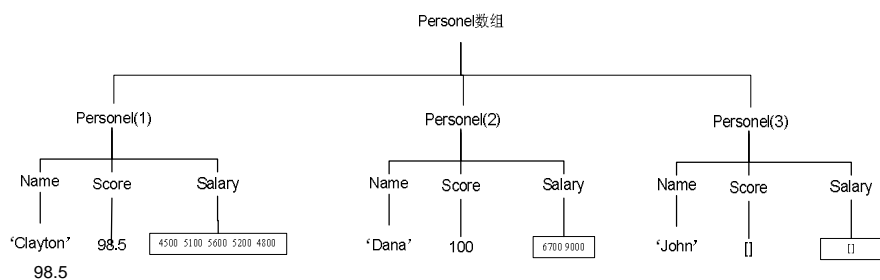 Personel数组
Personel(1) Personel(2) Personel(3)
Name Score Salary Name Score Salary Name Score Salary
‘Clayton’ 98.5 4500 5100 5600 5200 4800 ‘Dana’ 100 6700 9000 ‘John’ [] []
98.5